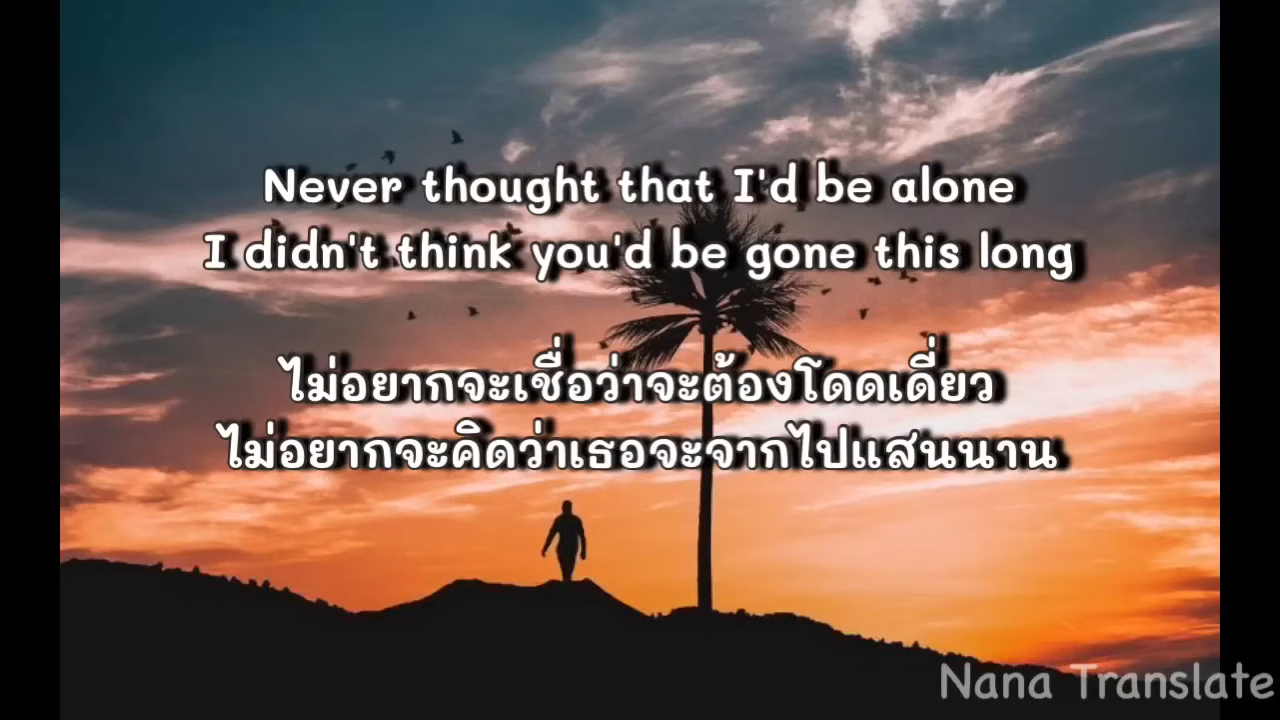 Never thought that I'd be alone
I didn't think you'd be gone this long
ไม่อยากจะเชื่อว่าจะต้องโดดเดี่ยว
ไม่อยากจะคิดว่าเธอจะจากไปแสนนาน
Nana Translate